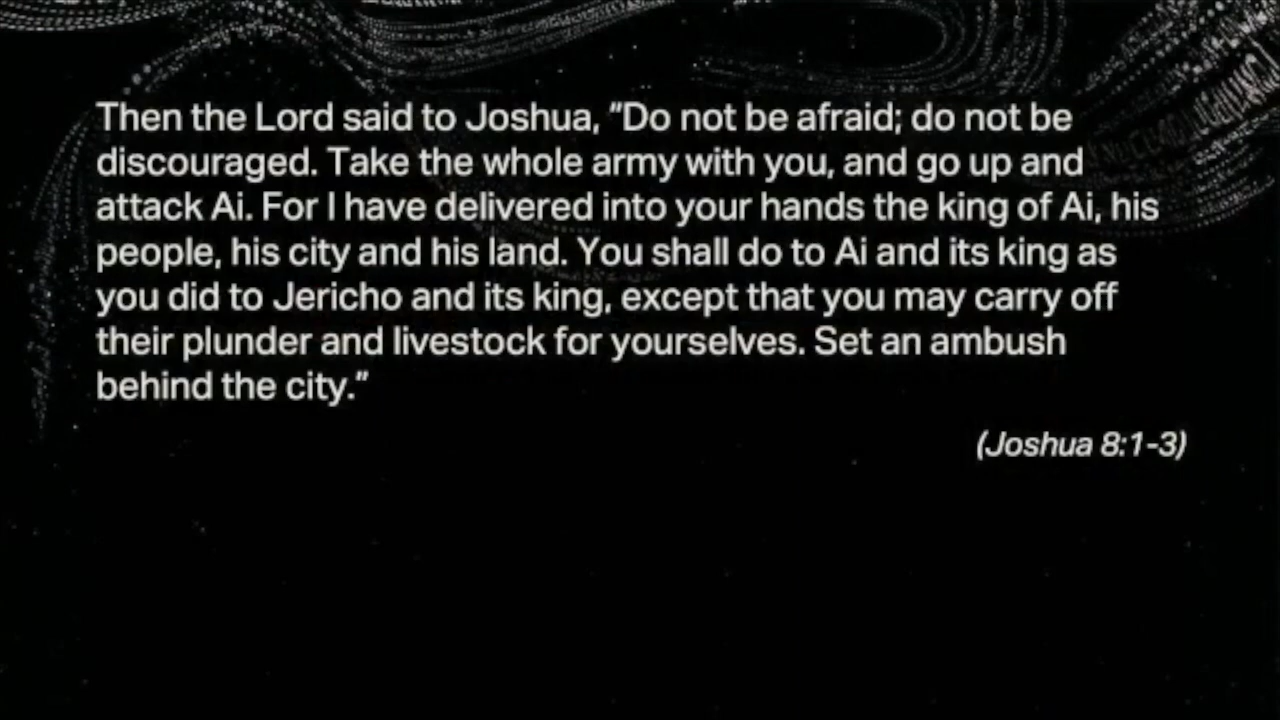 Then the Lord said to Joshua, "Do not be afraid; do not be
discouraged. Take the whole army with you, and go up and
attack Ai. For I have delivered into your hands the king of Ai, his
people, his city and his land. You shall do to Ai and its king as
you did to Jericho and its king, except that you may carry off
their plunder and livestock for yourselves. Set an ambush
behind the city."
(Joshua 8:1-3)